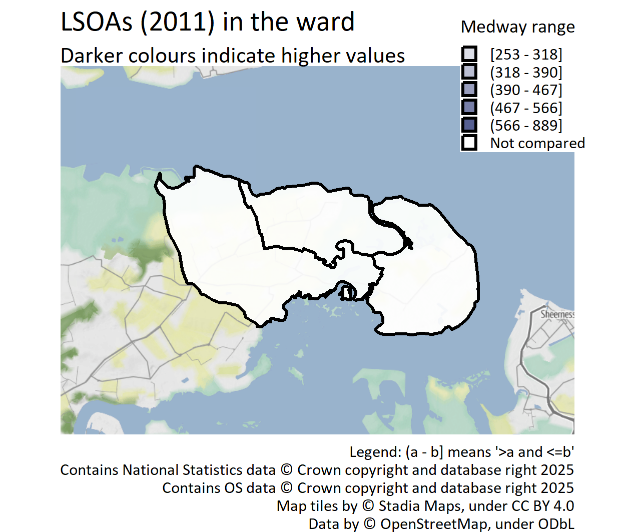 LSOAs (2011) in the ward
Darker colours indicate higher values
Medway range
[253 - 318]
(318 - 390]
(390 - 467]
(467 - 566]
(566 - 889]
Not compared
Sheerness
Legend: (a - b] means '>a and <=b'
Contains National Statistics data © Crown copyright and database right 2025
Contains OS data © Crown copyright and database right 2025
Map tiles by © Stadia Maps, under CC BY 4.0
Data by © OpenStreetMap, under ODbL